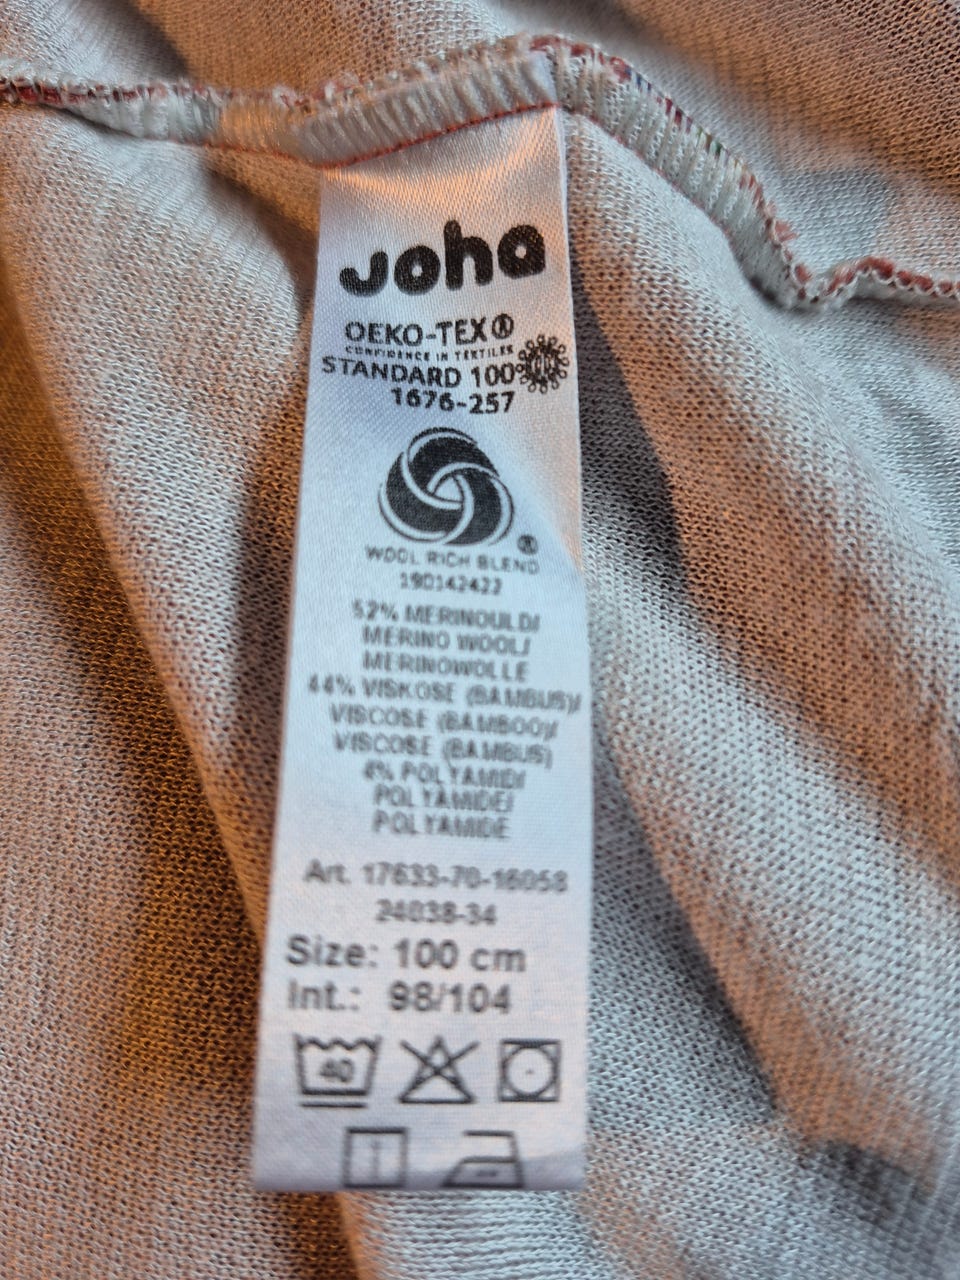 Joha
OEKO-TEX®
CONFIDENCE IN TEXTILES
STANDARD 100
1676-257
®
WOOL RICH BLEND
190142422
52% MERINOULD/
MERINO WOOL/
MERINOWOLLE
44% VISKOSE (BAMBUS)/
VISCOSE (BAMBOO)/
VISCOSE (BAMBUS)
4% POLYAMID/
POLYAMIDE/
POLYAMIDE
Art. 17633-70-16058
24038-34
Size: 100 cm
Int.: 98/104
40